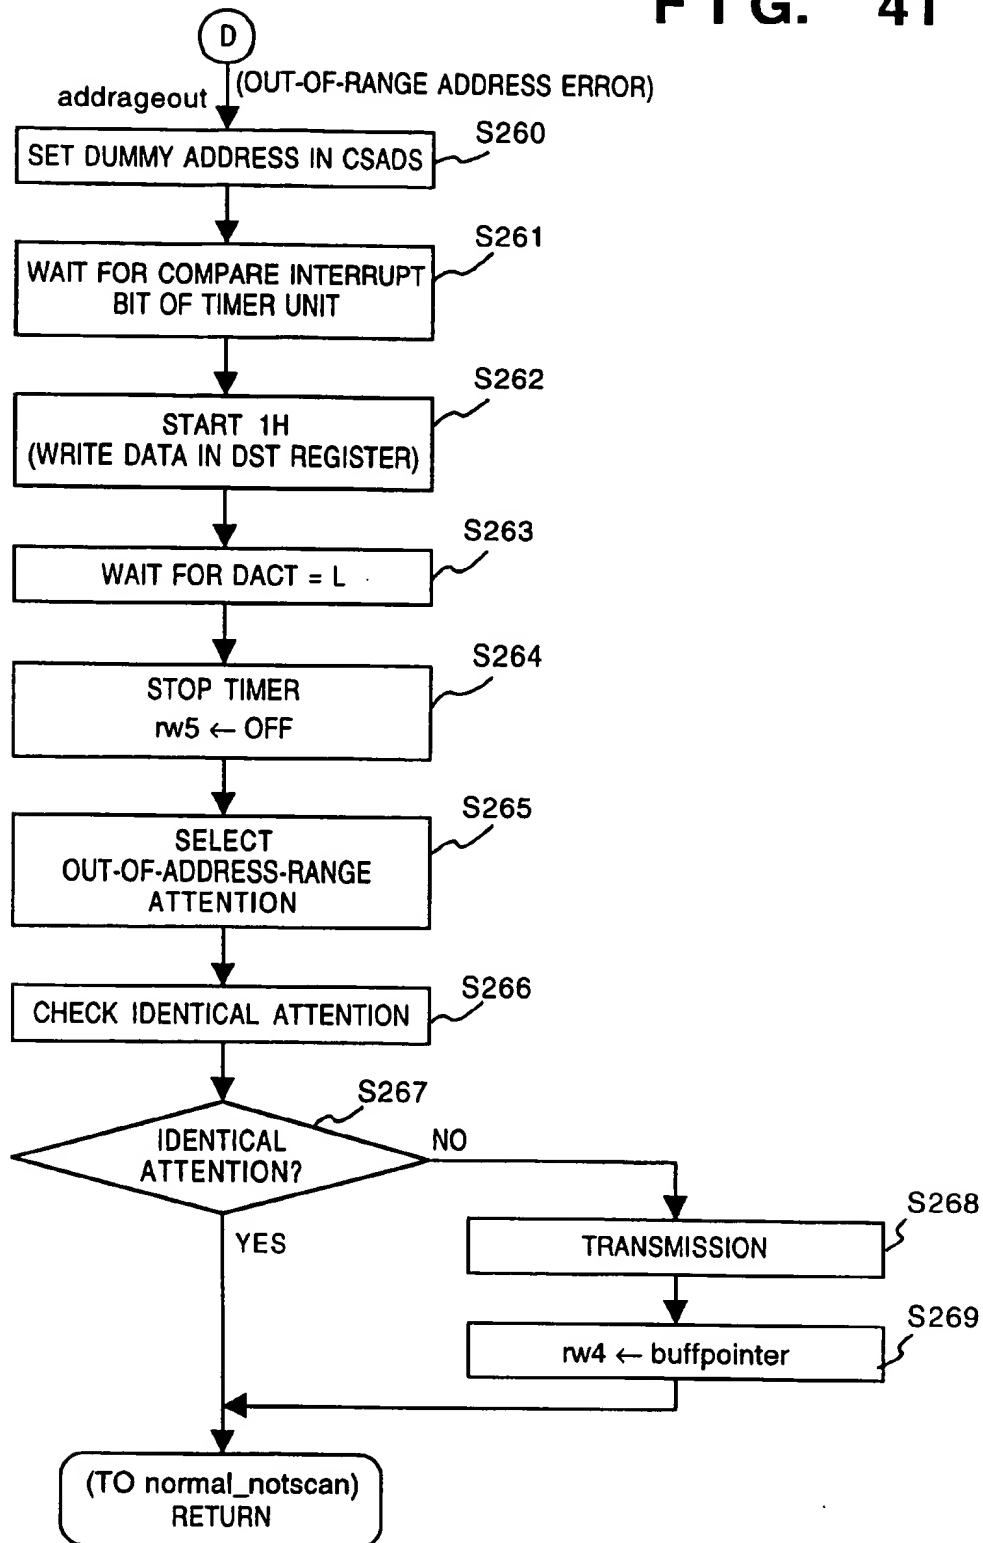 FIG. 41
D
(OUT-OF-RANGE ADDRESS ERROR)
addrageout
S260
SET DUMMY ADDRESS IN CSADS
S261
WAIT FOR COMPARE INTERRUPT
BIT OF TIMER UNIT
S262
START 1H
(WRITE DATA IN DST REGISTER)
S263
WAIT FOR DACT = L
S264
STOP TIMER
rw5 ← OFF
S265
SELECT
OUT-OF-ADDRESS-RANGE
ATTENTION
S266
CHECK IDENTICAL ATTENTION
S267
IDENTICAL
ATTENTION?
NO
YES
S268
TRANSMISSION
S269
rw4 ← buffpointer
(TO normal_notscan)
RETURN